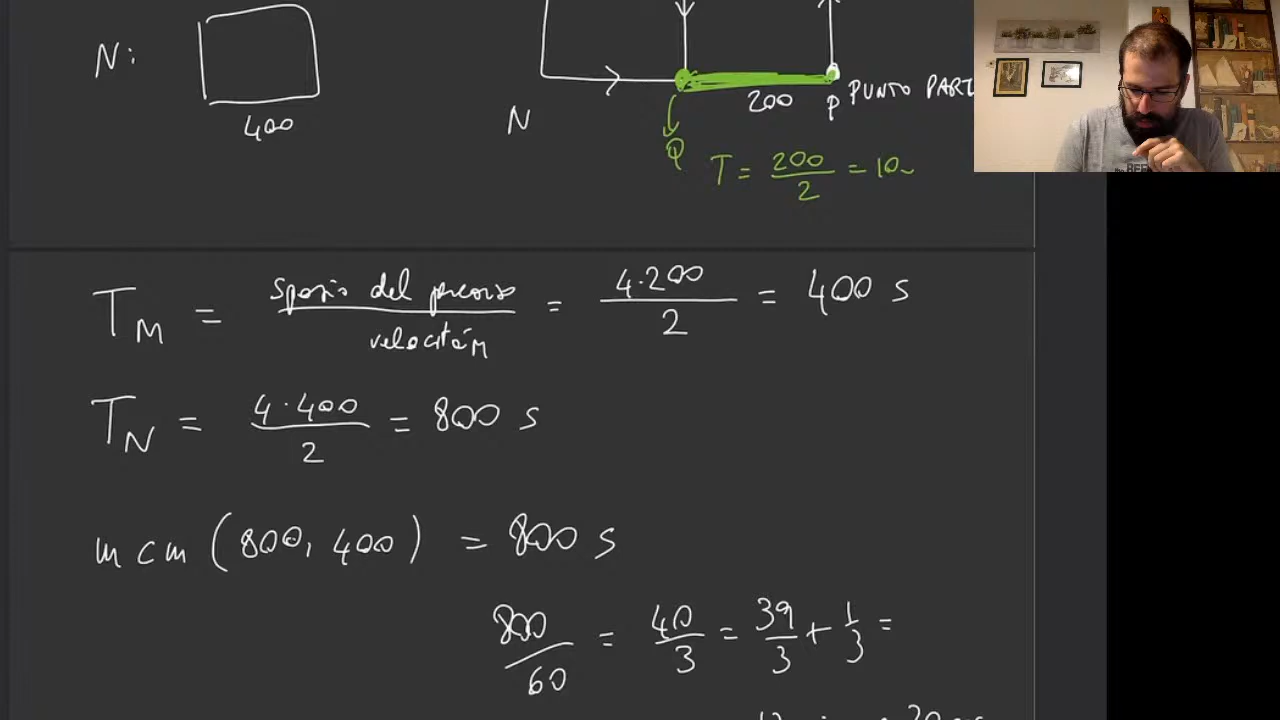 N:
400
N
200
P PUNTO PART
Q
T = 200/2 = 10
T_M = spazio del percorso / velocità M = 4·200 / 2 = 400 s
T_N = 4·400 / 2 = 800 s
mcm (800, 400) = 800 s
800/60 = 40/3 = 39/3 + 1/3 =